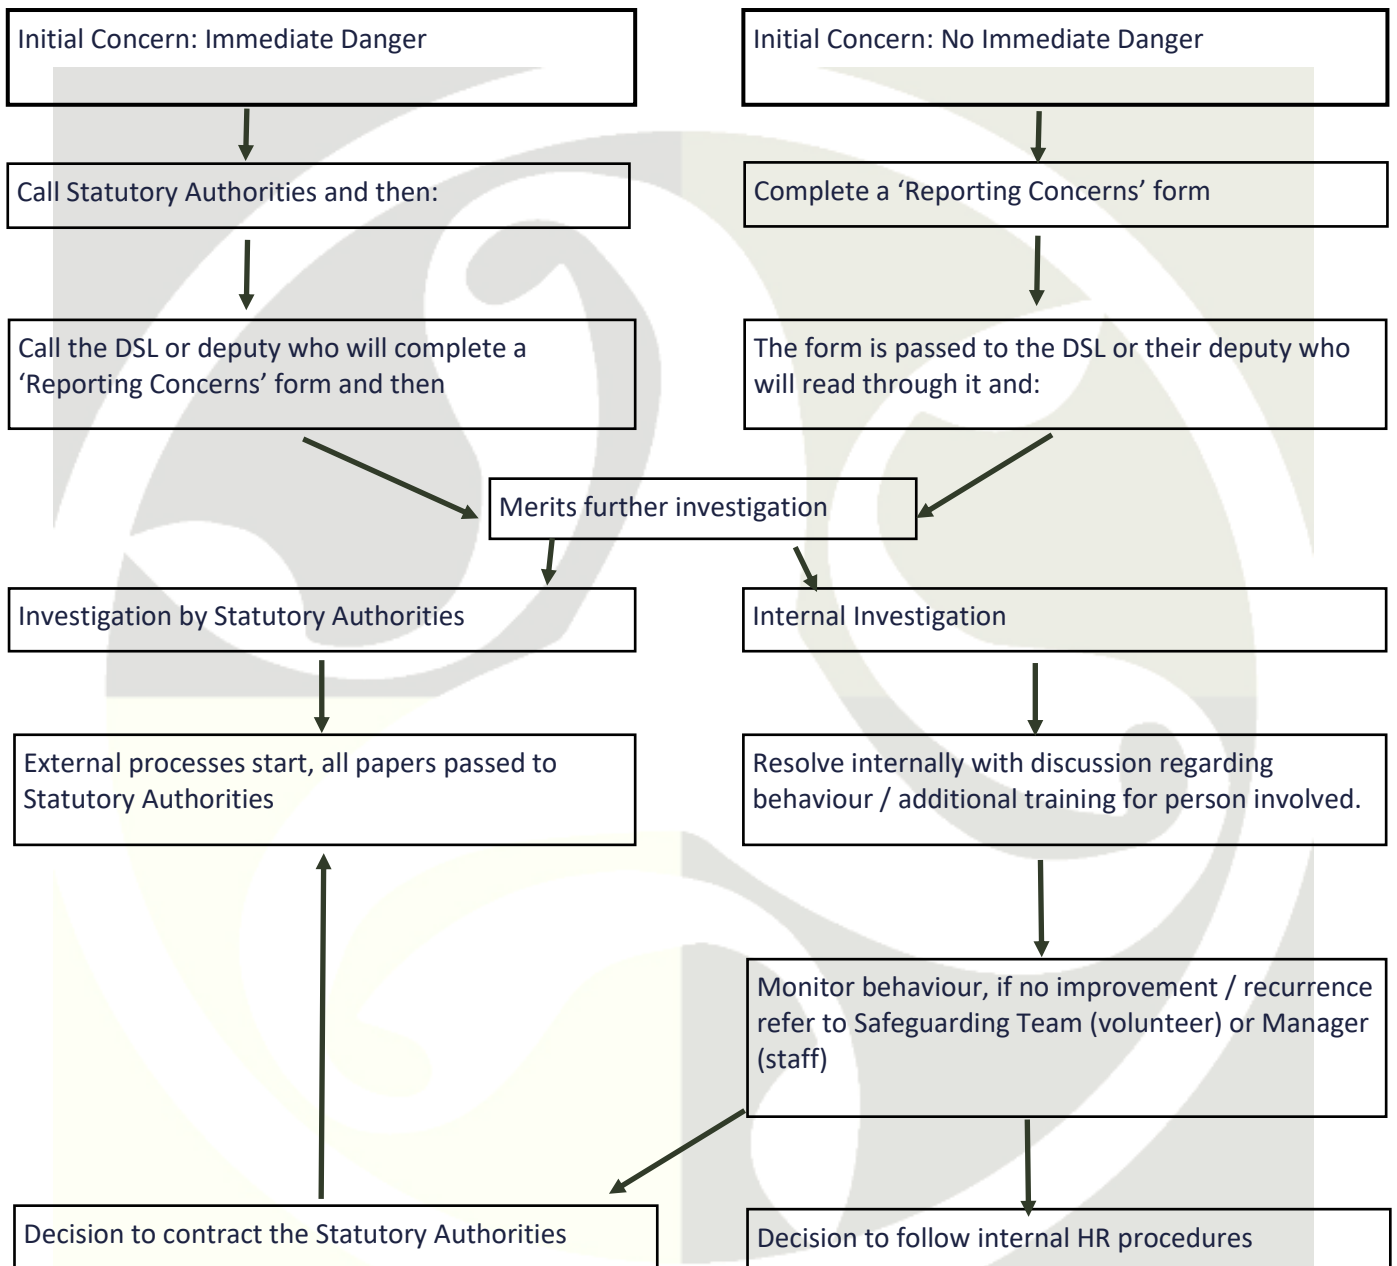 Initial Concern: Immediate Danger
Initial Concern: No Immediate Danger
Call Statutory Authorities and then:
Complete a ‘Reporting Concerns’ form
Call the DSL or deputy who will complete a
‘Reporting Concerns’ form and then
The form is passed to the DSL or their deputy who
will read through it and:
Merits further investigation
Investigation by Statutory Authorities
Internal Investigation
External processes start, all papers passed to
Statutory Authorities
Resolve internally with discussion regarding
behaviour / additional training for person involved.
Monitor behaviour, if no improvement / recurrence
refer to Safeguarding Team (volunteer) or Manager
(staff)
Decision to contract the Statutory Authorities
Decision to follow internal HR procedures